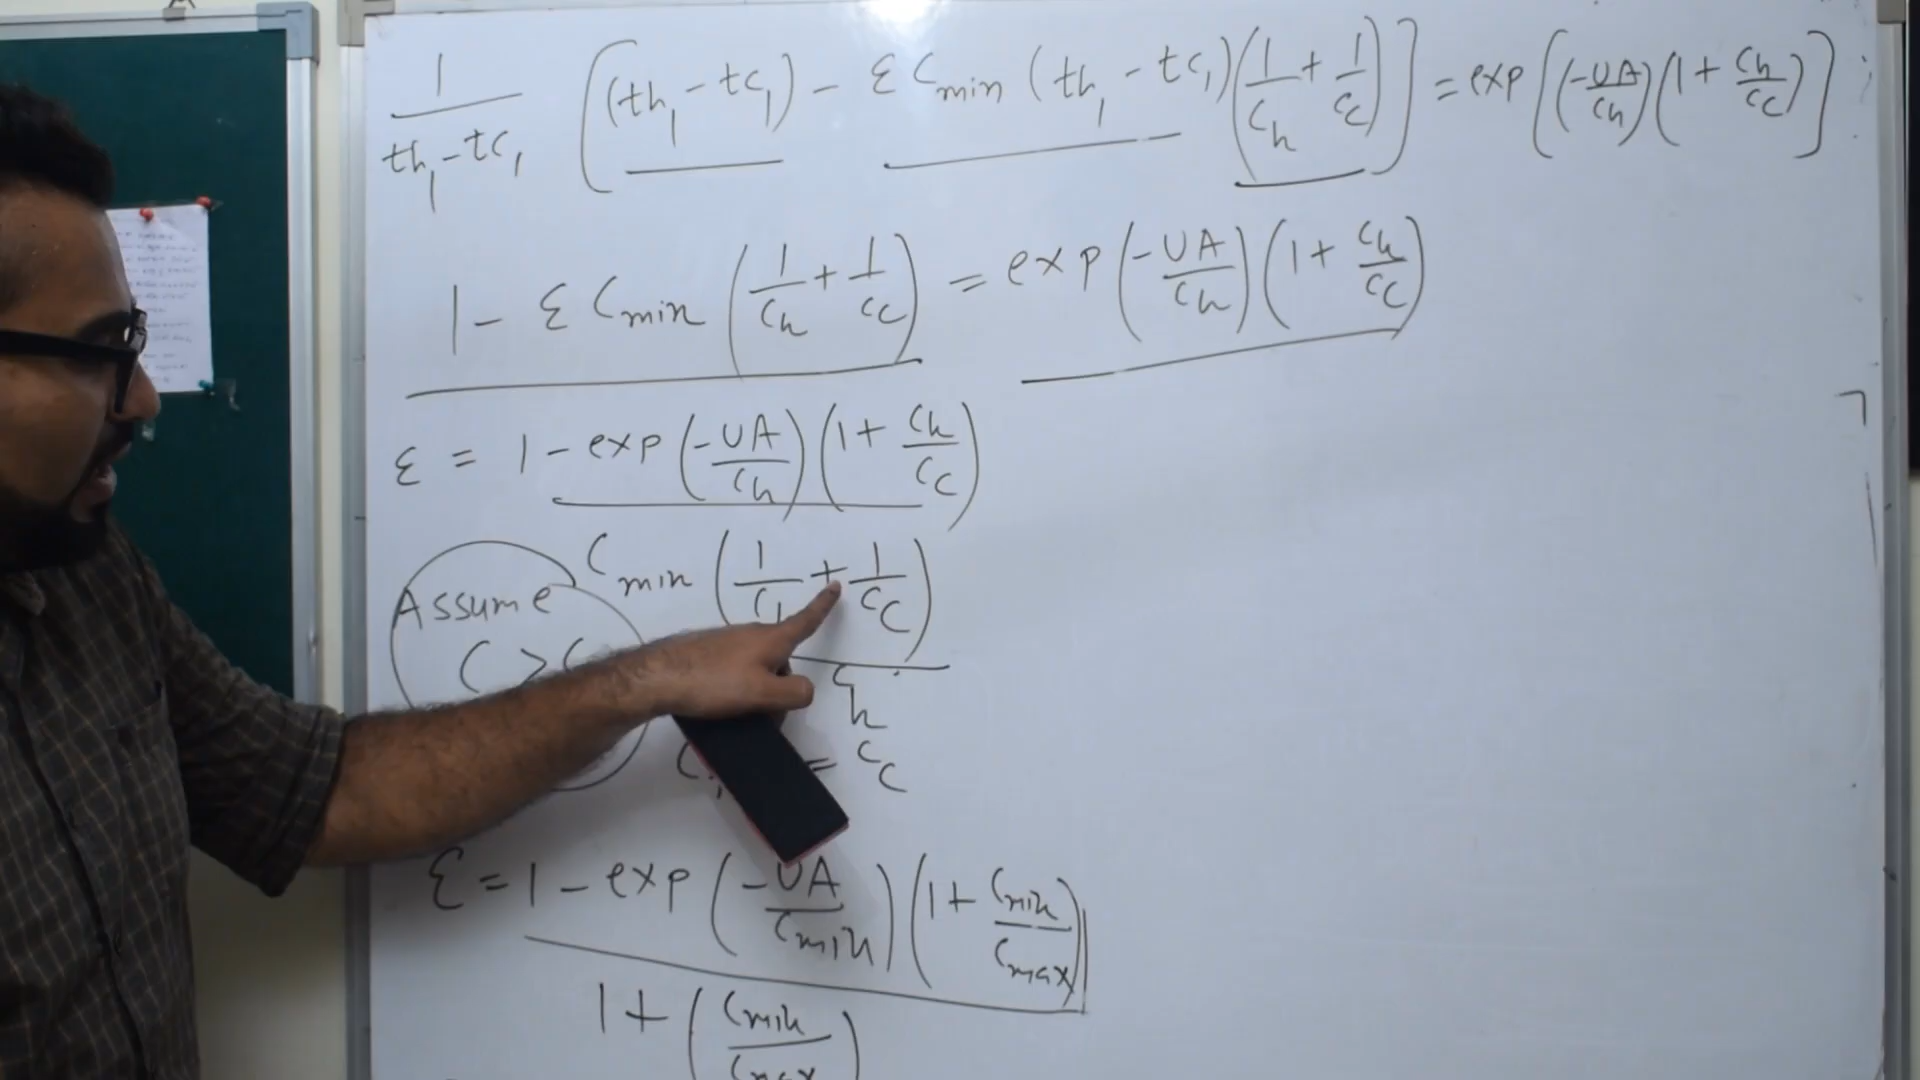 1/(th₁ - tc₁) [(th₁ - tc₁) - ε Cmin (th₁ - tc₁) (1/Ch + 1/Cc)] = exp [(-UA/Ch) (1 + Ch/Cc)]
1 - ε Cmin (1/Ch + 1/Cc) = exp (-UA/Ch) (1 + Ch/Cc)
ε = 1 - exp (-UA/Ch) (1 + Ch/Cc)
Cmin (1/Ch + 1/Cc)
Assume
C > C
Ch
= Cc
ε = 1 - exp (-UA/Cmin) (1 + Cmin/Cmax)
1 + (Cmin/Cmax)